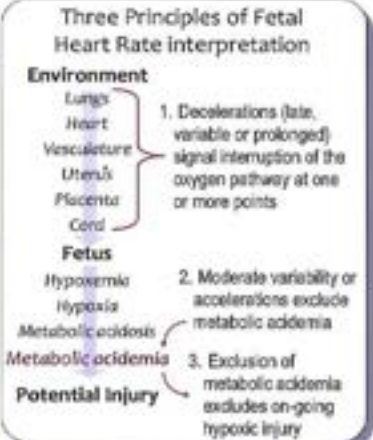 Three Principles of Fetal
Heart Rate interpretation
Environment
Lungs
Heart
Vasculature
Uterus
Placenta
Cord
1. Decelerations (late,
variable or prolonged)
signal interruption of the
oxygen pathway at one
or more points
Fetus
Hypoxemia
Hypoxia
Metabolic acidosis
Metabolic acidemia
Potential Injury
2. Moderate variability or
accelerations exclude
metabolic acidemia
3. Exclusion of
metabolic acidemia
excludes on-going
hypoxic injury